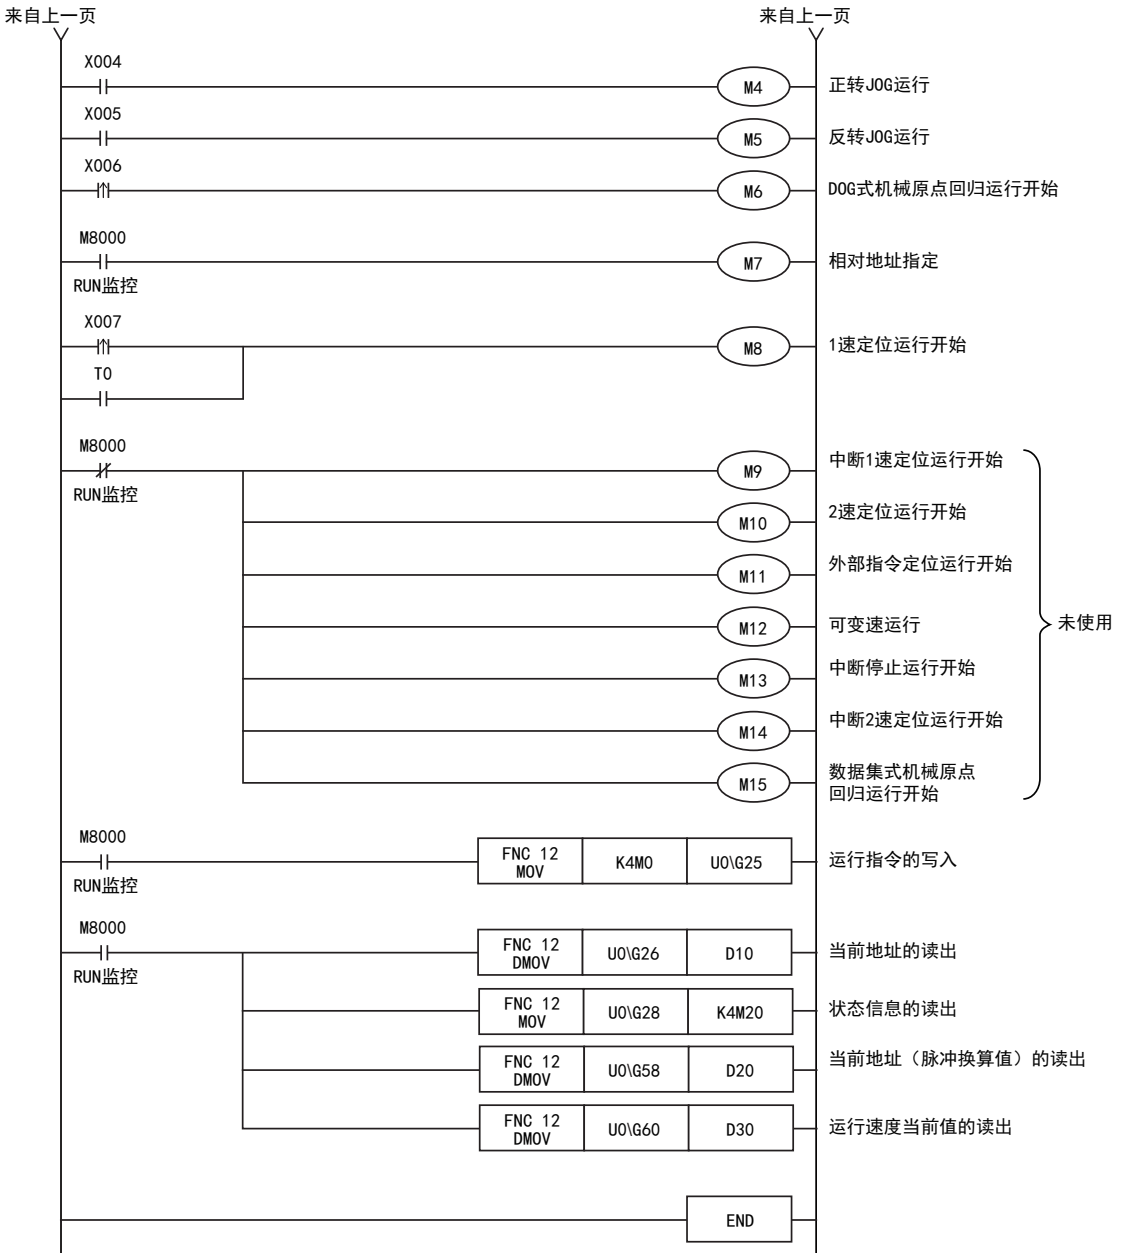 来自上一页
来自上一页
X004
M4
正转JOG运行
X005
M5
反转JOG运行
X006
M6
DOG式机械原点回归运行开始
M8000
RUN监控
M7
相对地址指定
X007
M8
1速定位运行开始
T0
M8000
RUN监控
M9
中断1速定位运行开始
M10
2速定位运行开始
M11
外部指令定位运行开始
M12
可变速运行
未使用
M13
中断停止运行开始
M14
中断2速定位运行开始
M15
数据集式机械原点
回归运行开始
M8000
RUN监控
FNC 12
MOV
K4M0
U0\G25
运行指令的写入
M8000
RUN监控
FNC 12
DMOV
U0\G26
D10
当前地址的读出
FNC 12
MOV
U0\G28
K4M20
状态信息的读出
FNC 12
DMOV
U0\G58
D20
当前地址（脉冲换算值）的读出
FNC 12
DMOV
U0\G60
D30
运行速度当前值的读出
END